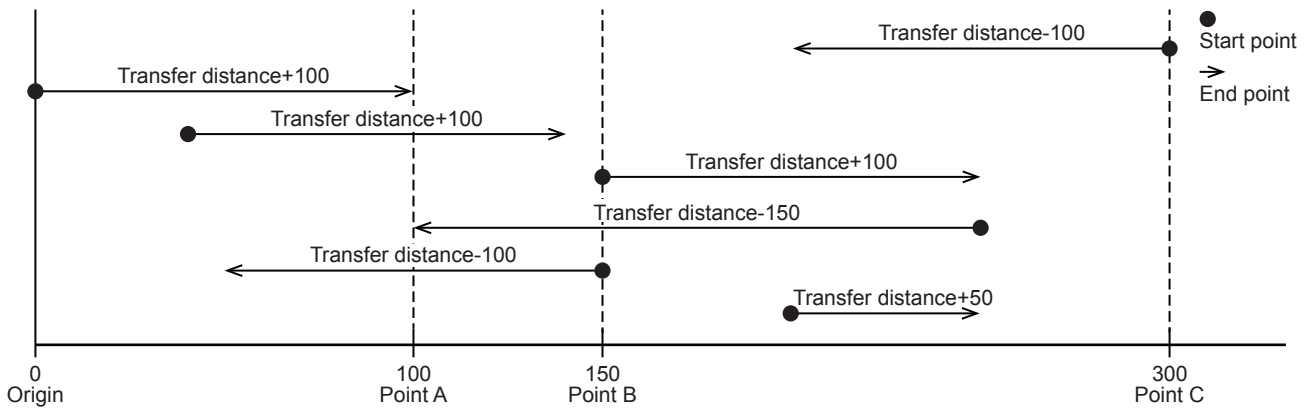 Transfer distance-100
Start point
Transfer distance+100
End point
Transfer distance+100
Transfer distance+100
Transfer distance-150
Transfer distance-100
Transfer distance+50
0
Origin
100
Point A
150
Point B
300
Point C